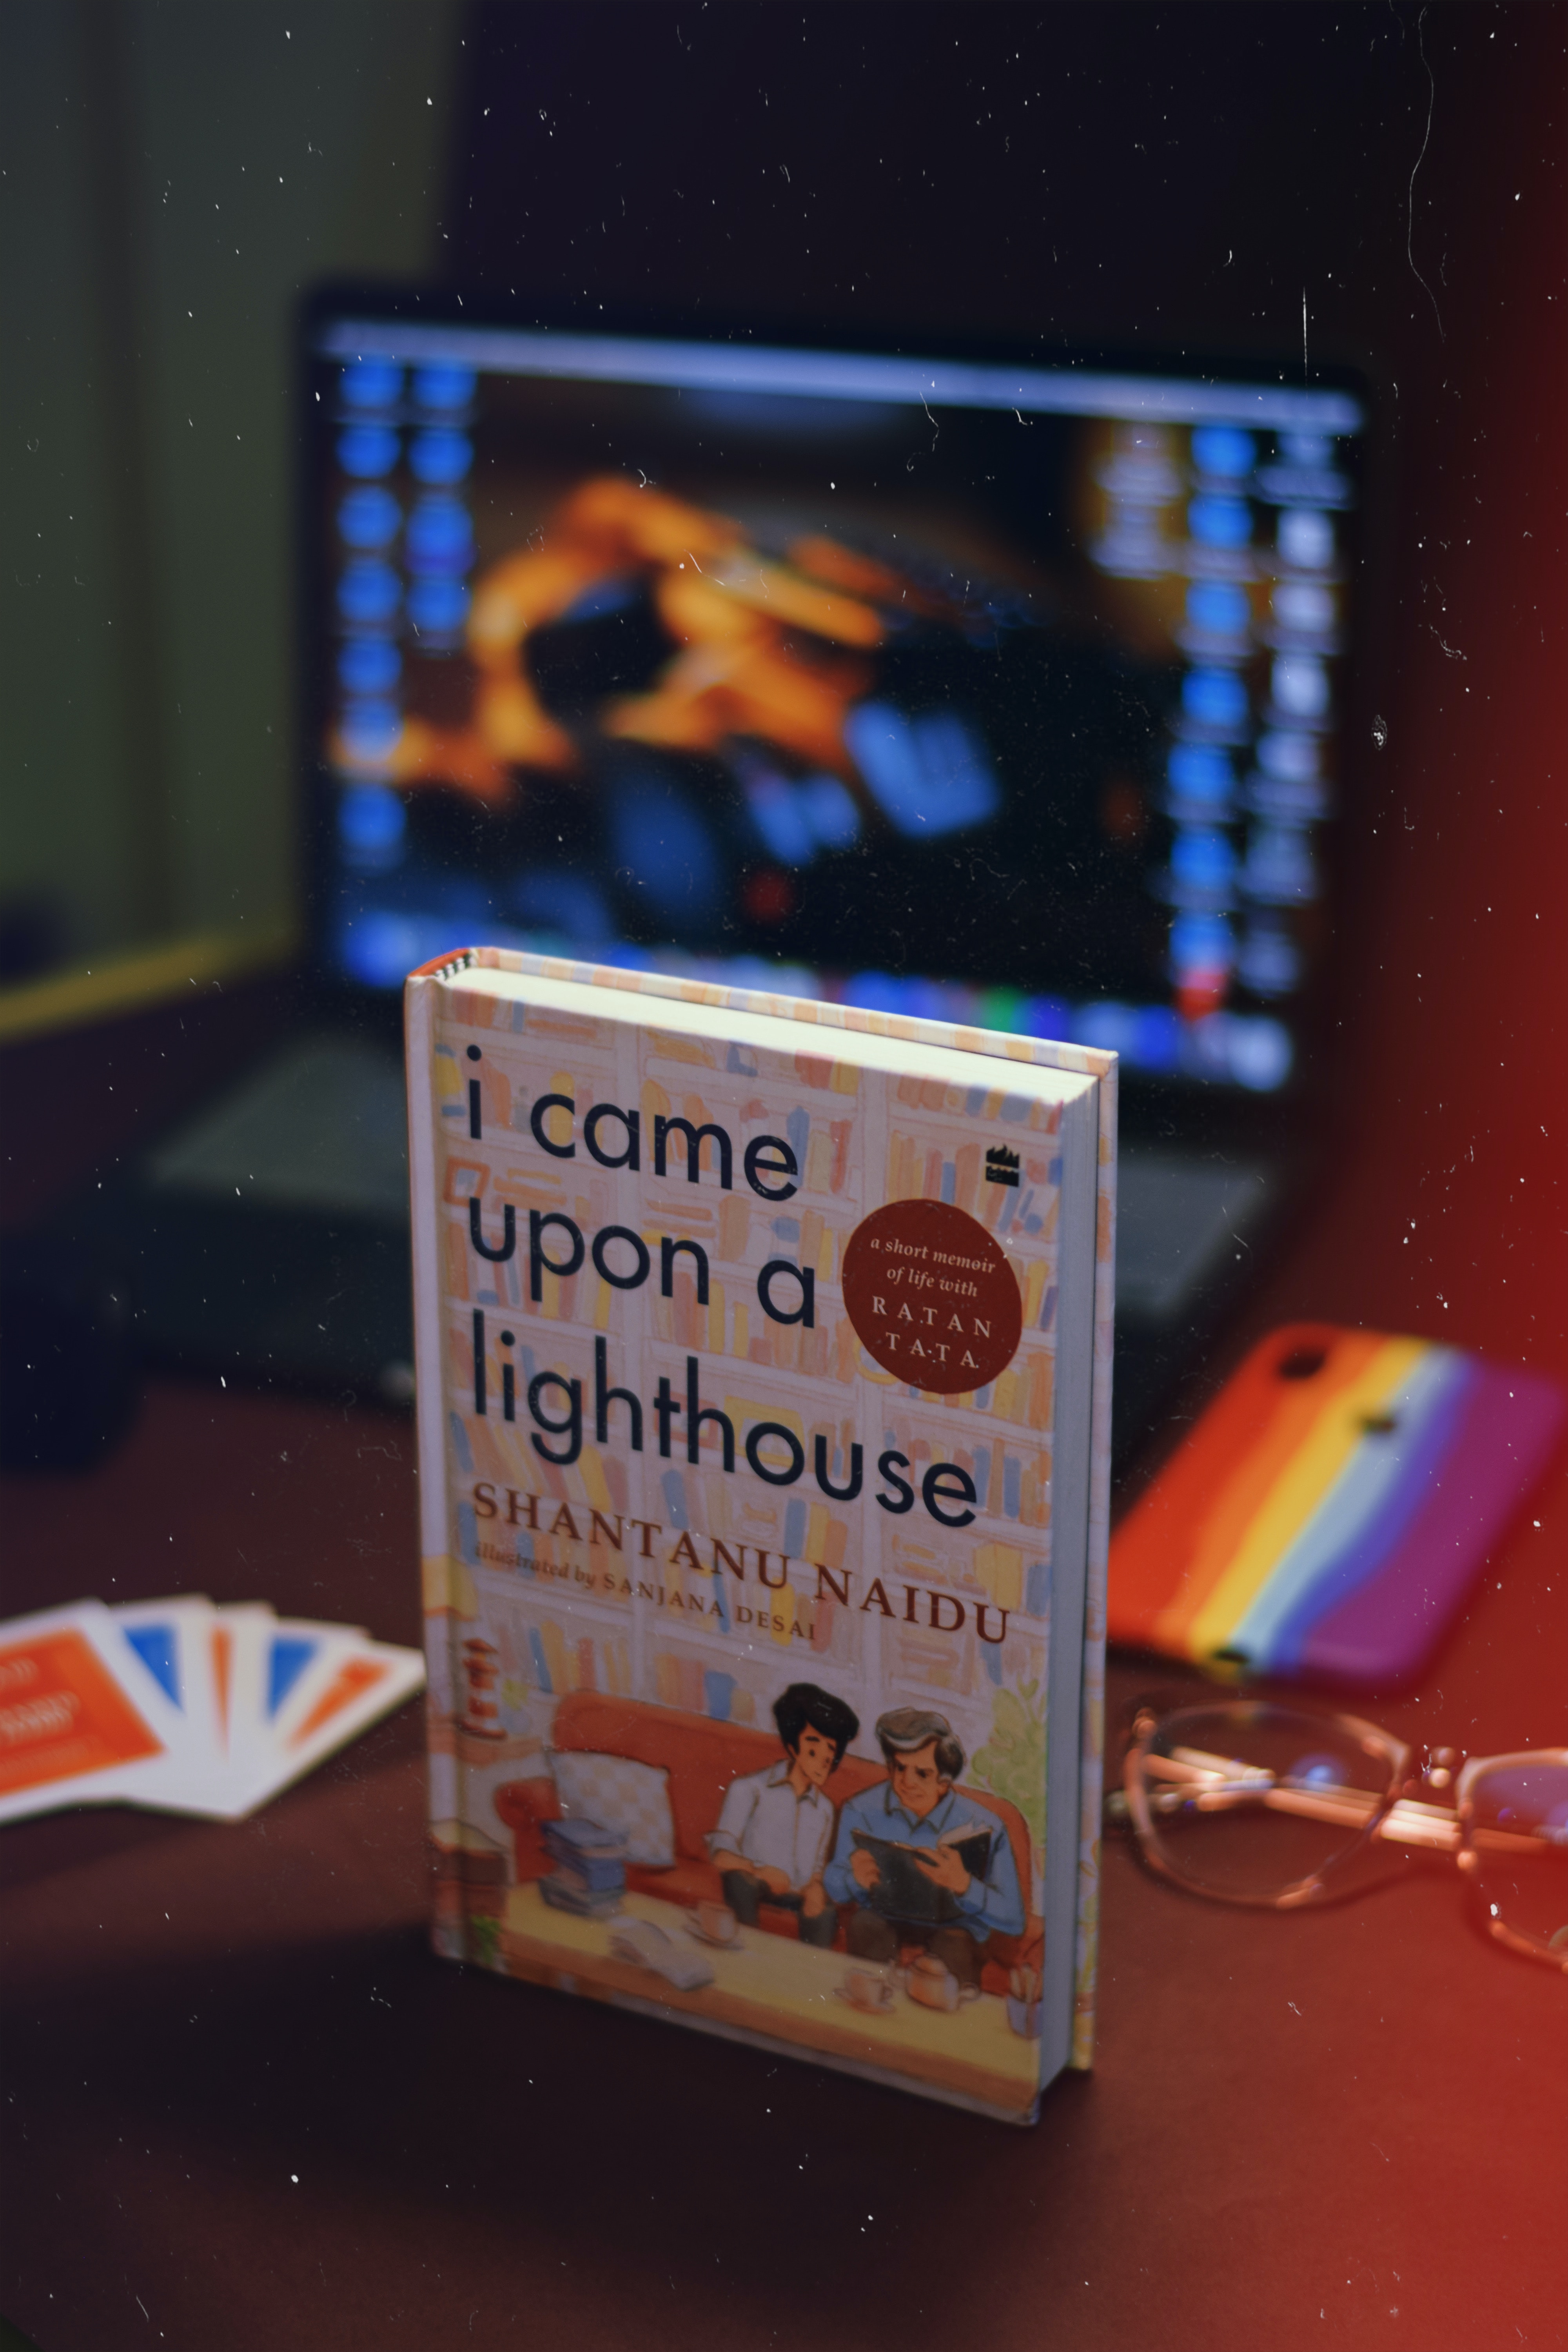 i came
upon a
lighthouse
a short memoir
of life with
RATAN
TATA
SHANTANU NAIDU
illustrated by SANJANA DESAI